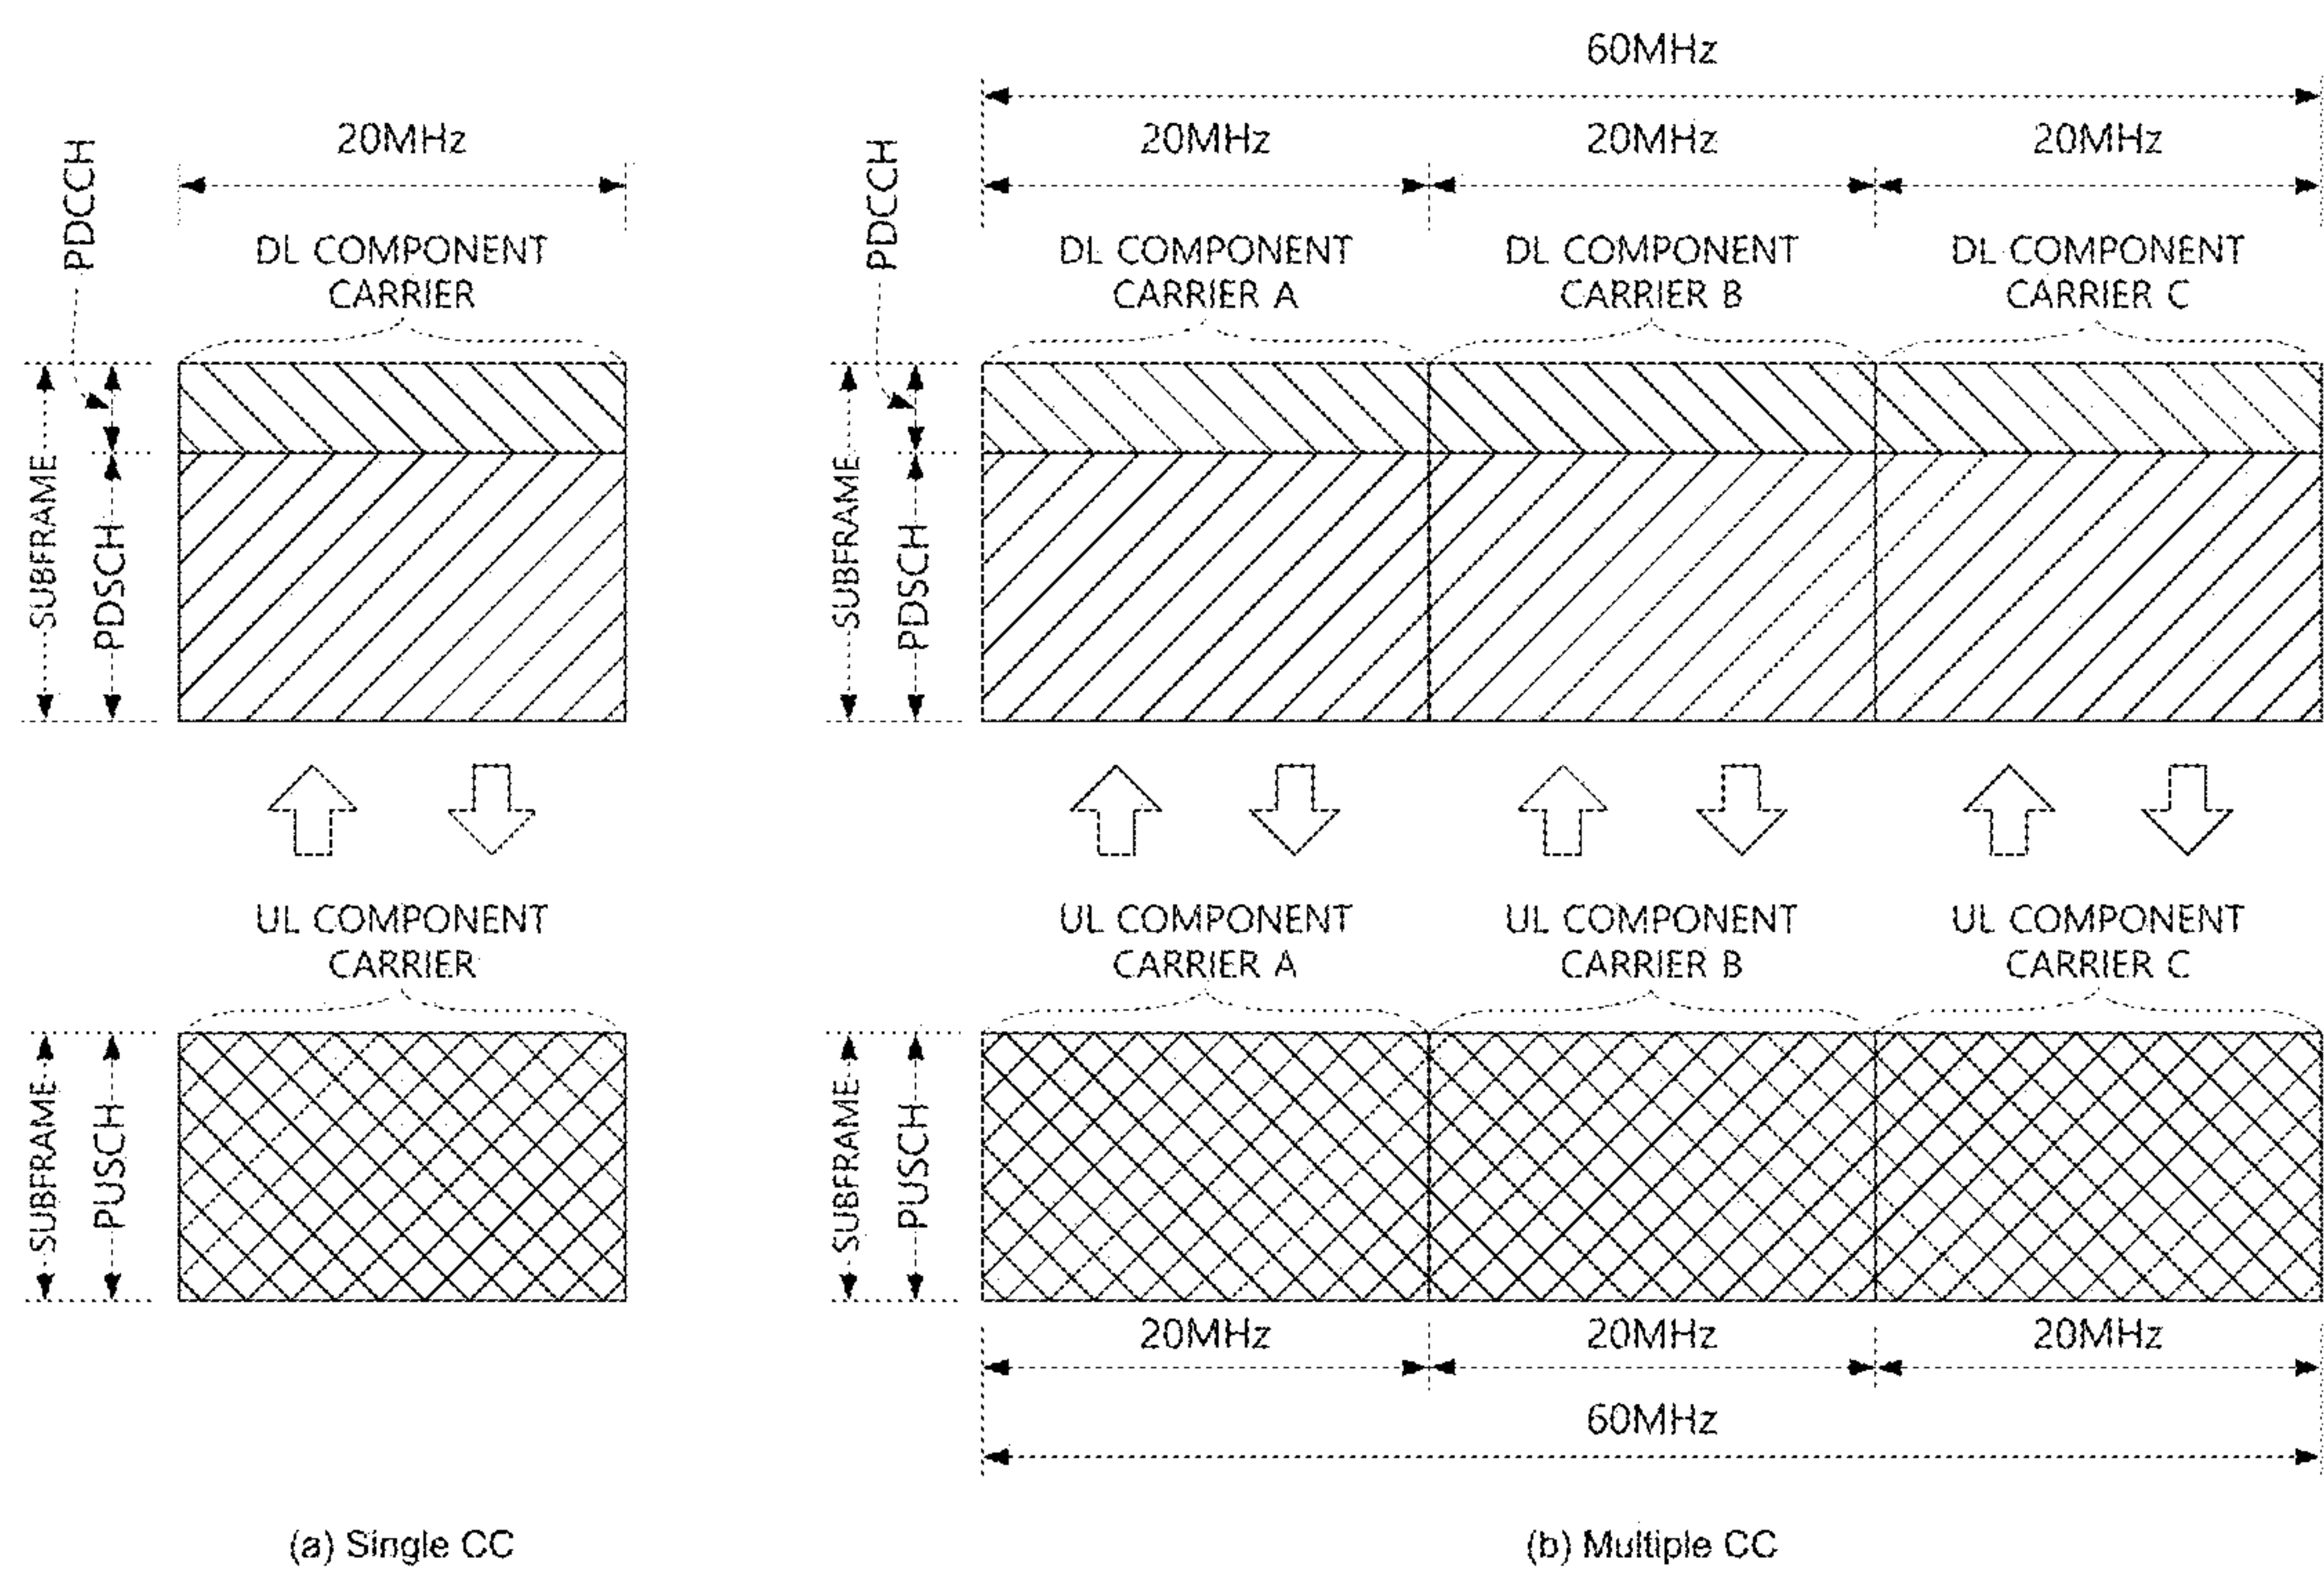 60MHz
20MHz
20MHz
20MHz
20MHz
PDCCH
PDCCH
DL COMPONENT
CARRIER
DL COMPONENT
CARRIER A
DL COMPONENT
CARRIER B
DL COMPONENT
CARRIER C
SUBFRAME
PDSCH
SUBFRAME
PDSCH
UL COMPONENT
CARRIER
UL COMPONENT
CARRIER A
UL COMPONENT
CARRIER B
UL COMPONENT
CARRIER C
SUBFRAME
PUSCH
SUBFRAME
PUSCH
20MHz
20MHz
20MHz
60MHz
(a) Single CC
(b) Multiple CC